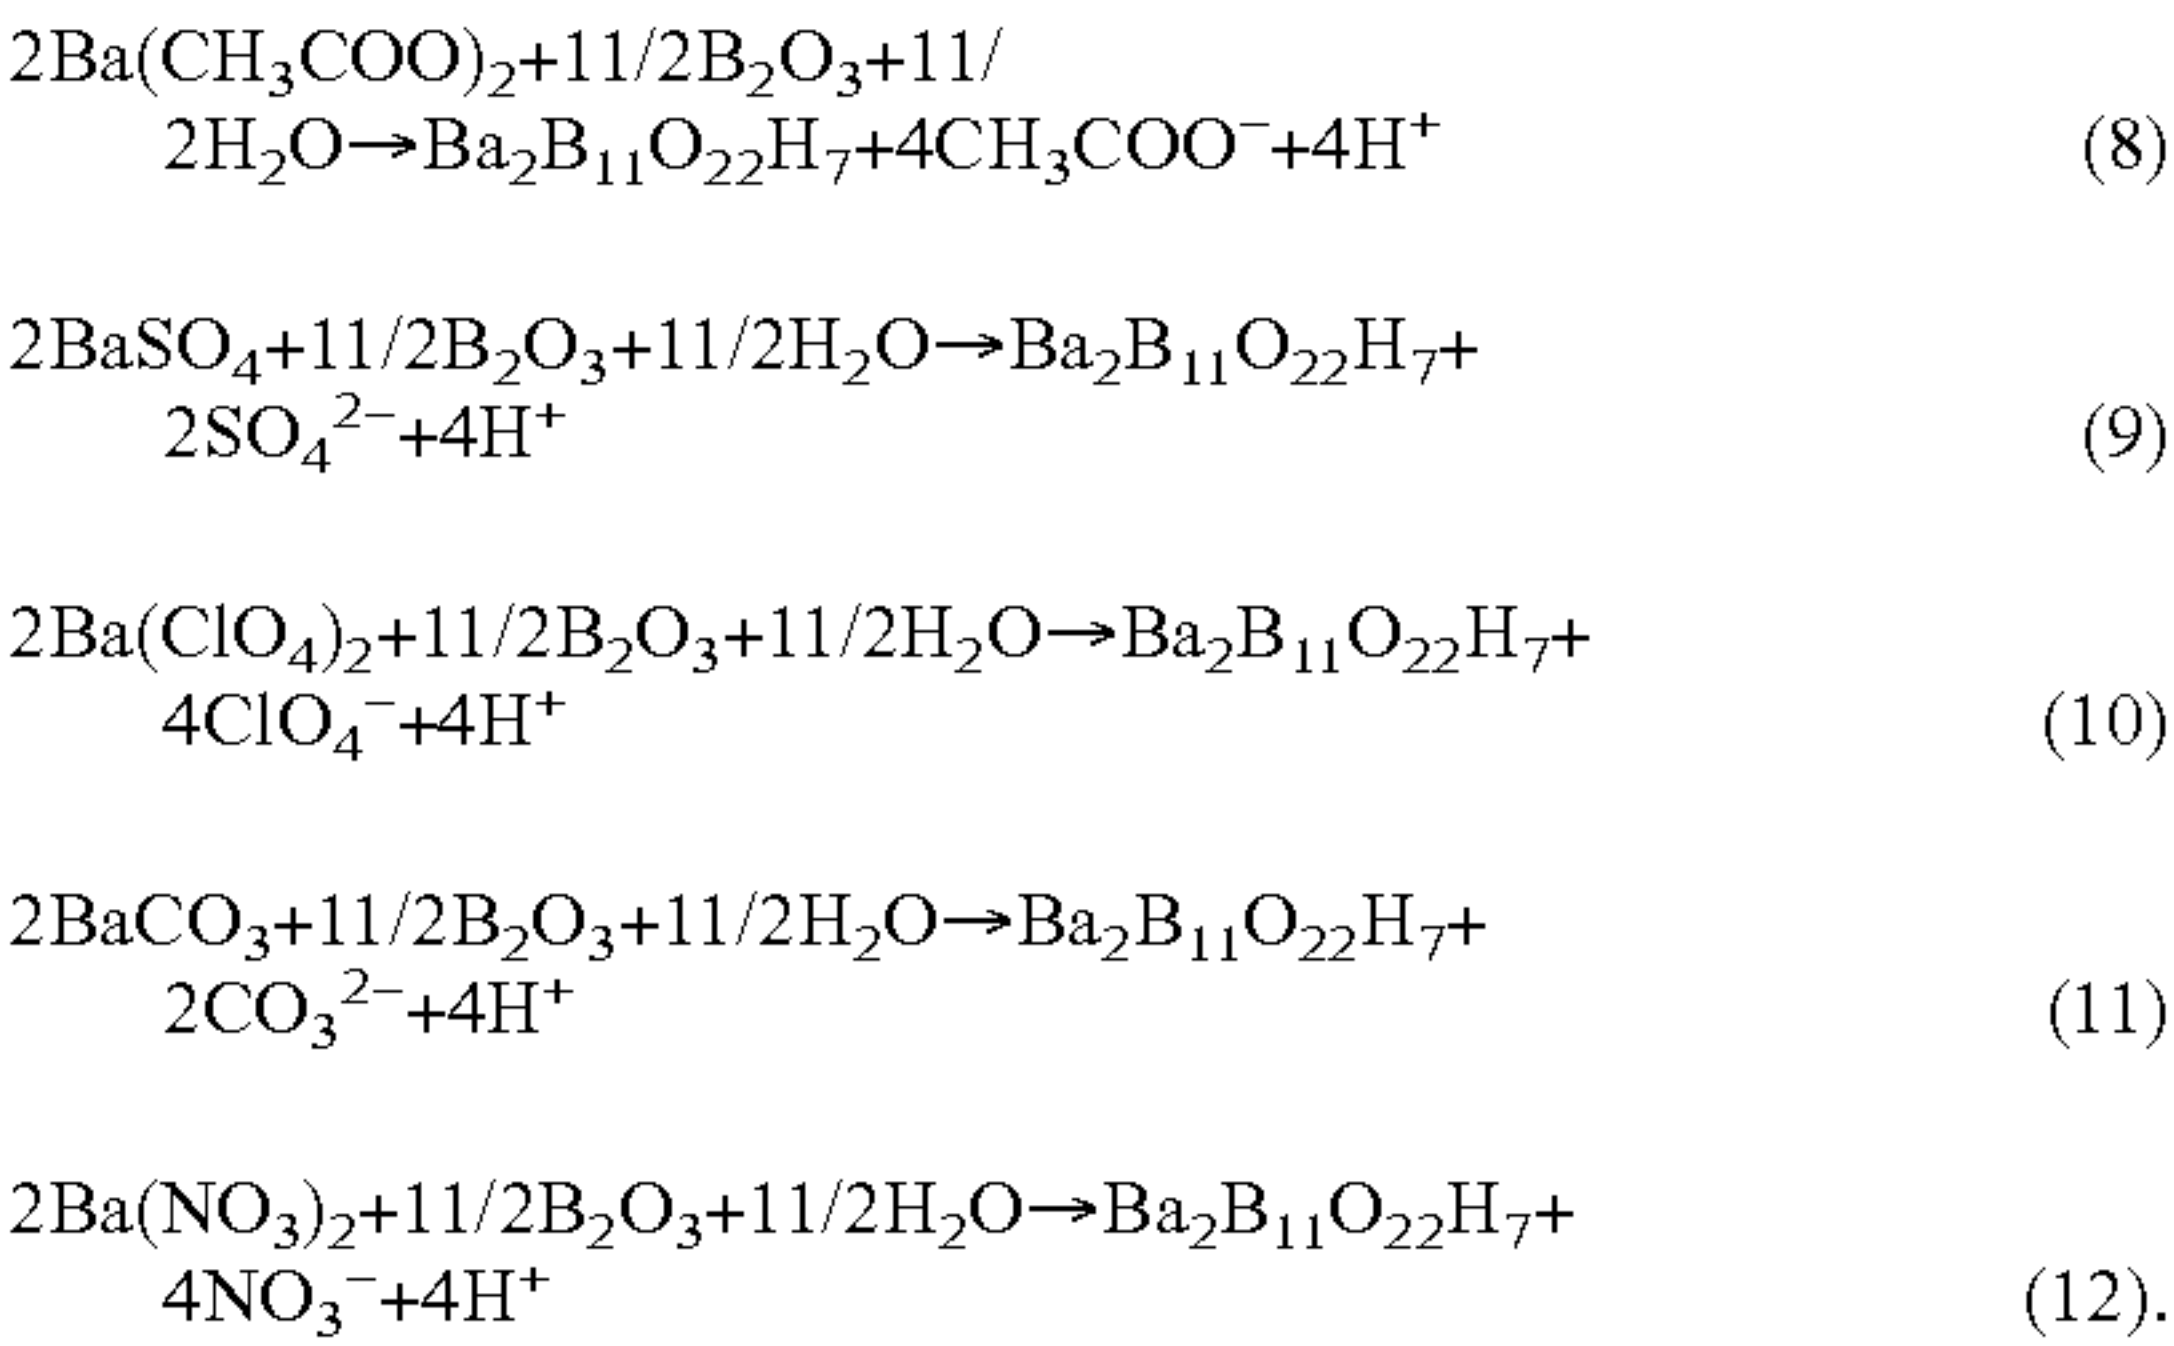 2Ba(CH₃COO)₂+11/2B₂O₃+11/
2H₂O→Ba₂B₁₁O₂₂H₇+4CH₃COO⁻+4H⁺ (8)
2BaSO₄+11/2B₂O₃+11/2H₂O→Ba₂B₁₁O₂₂H₇+
2SO₄²⁻+4H⁺ (9)
2Ba(ClO₄)₂+11/2B₂O₃+11/2H₂O→Ba₂B₁₁O₂₂H₇+
4ClO₄⁻+4H⁺ (10)
2BaCO₃+11/2B₂O₃+11/2H₂O→Ba₂B₁₁O₂₂H₇+
2CO₃²⁻+4H⁺ (11)
2Ba(NO₃)₂+11/2B₂O₃+11/2H₂O→Ba₂B₁₁O₂₂H₇+
4NO₃⁻+4H⁺ (12).